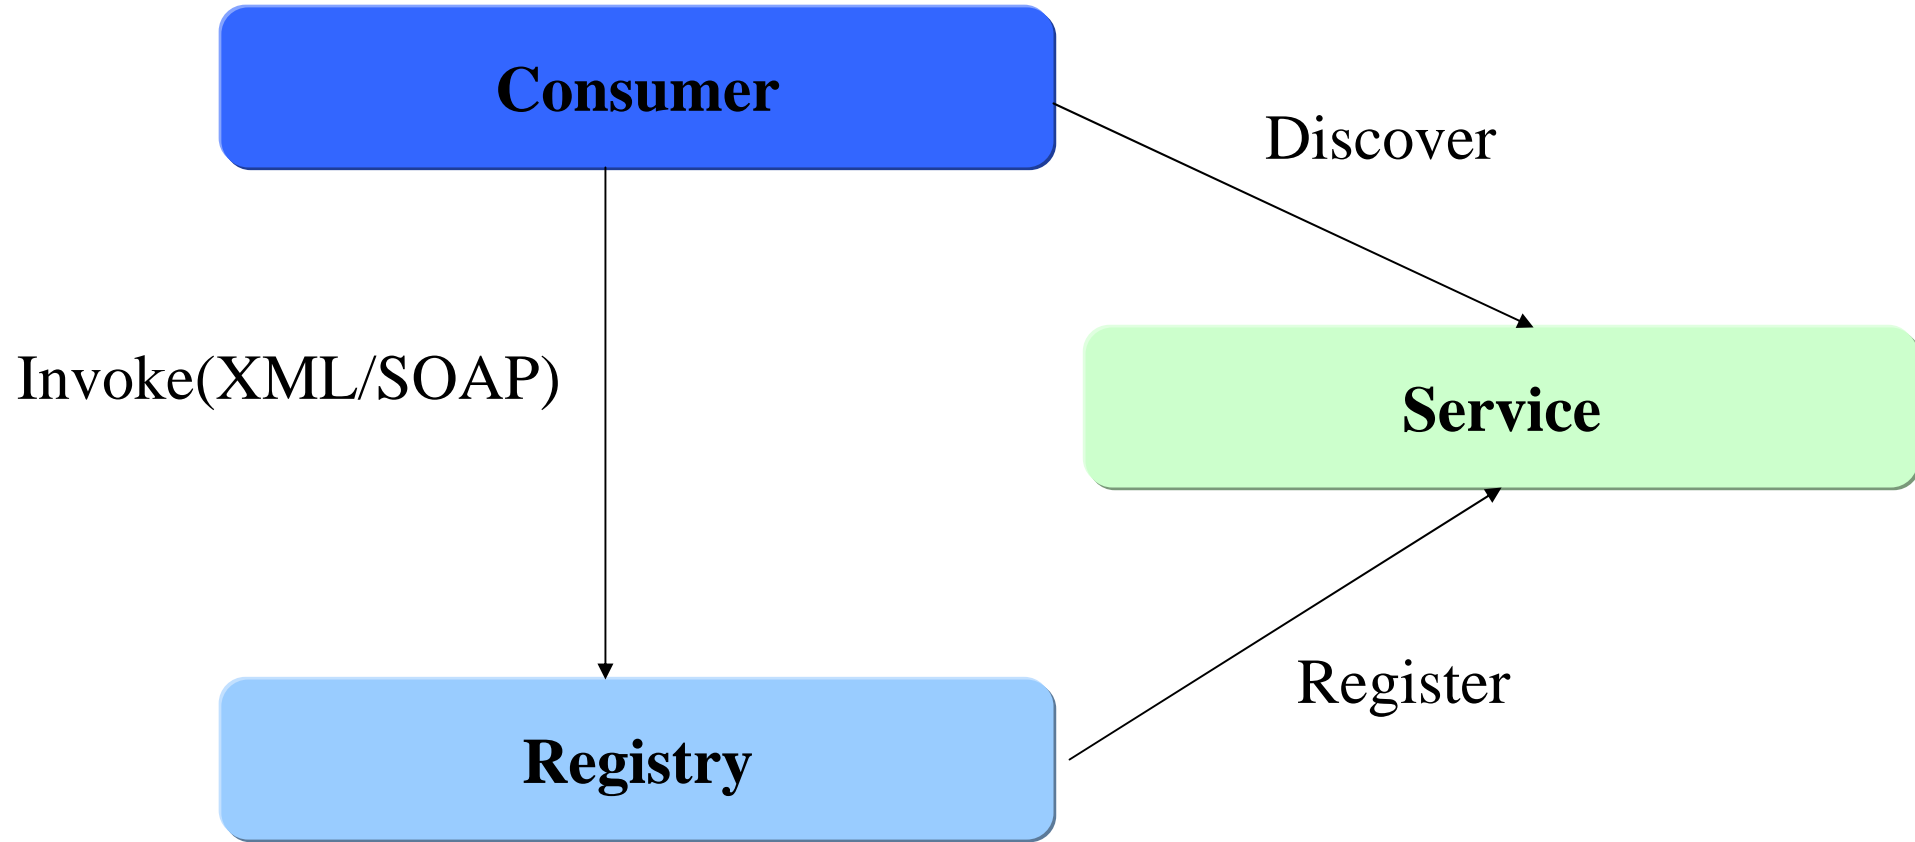 Consumer
Discover
Invoke(XML/SOAP)
Service
Register
Registry